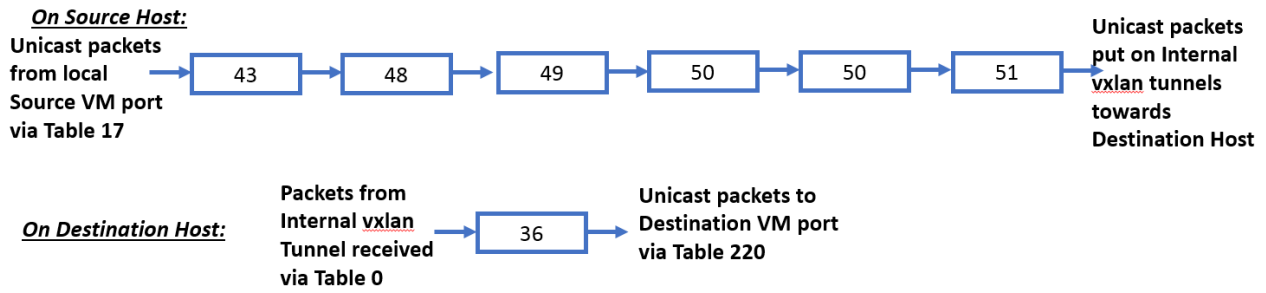 On Source Host:
Unicast packets
from local
Source VM port
via Table 17
43
48
49
50
50
51
Unicast packets
put on Internal
vxlan tunnels
towards
Destination Host
On Destination Host:
Packets from
Internal vxlan
Tunnel received
via Table 0
36
Unicast packets to
Destination VM port
via Table 220